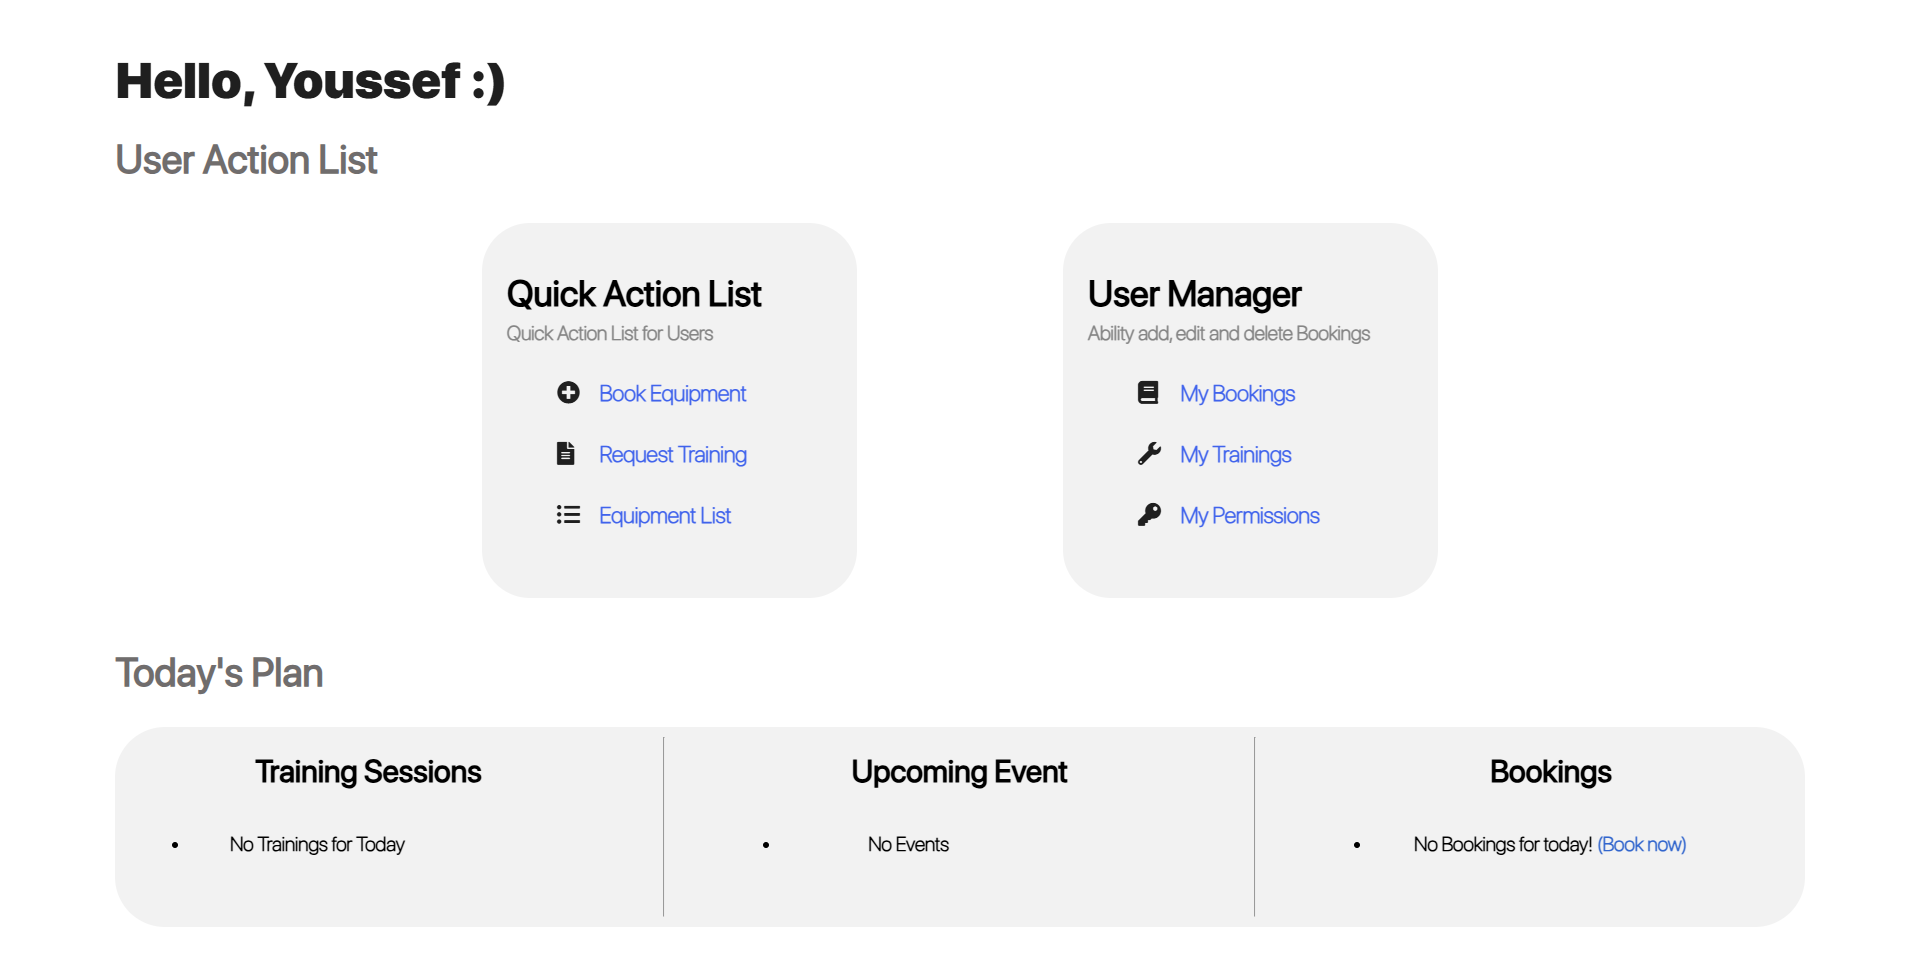 Hello, Youssef :)
User Action List
Quick Action List
Quick Action List for Users
Book Equipment
Request Training
Equipment List
User Manager
Ability add, edit and delete Bookings
My Bookings
My Trainings
My Permissions
Today's Plan
Training Sessions
• No Trainings for Today
Upcoming Event
• No Events
Bookings
• No Bookings for today! (Book now)